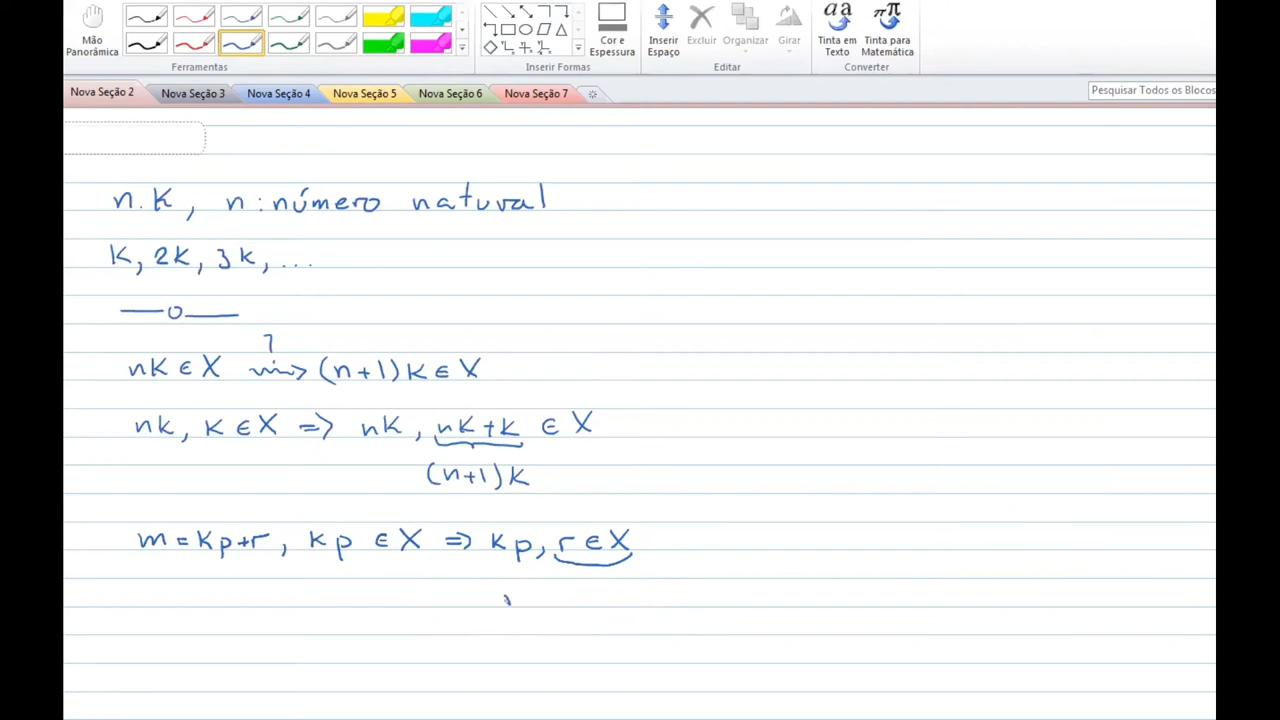 Mão
Panorâmica
Ferramentas
Cor e
Espessura
Inserir Formas
Inserir
Espaço
Excluir
Organizar
Girar
Editar
aa
Tinta em
Texto
π
Tinta para
Matemática
Converter
Nova Seção 2
Nova Seção 3
Nova Seção 4
Nova Seção 5
Nova Seção 6
Nova Seção 7
Pesquisar Todos os Blocos
n.K, n: número natural
K, 2K, 3K, ...
nK ∈ X ⇝ (n+1)K ∈ X
?
nK, K ∈ X => nK, nK+K ∈ X
(n+1)K
m = Kp+r, Kp ∈ X => Kp, r ∈ X